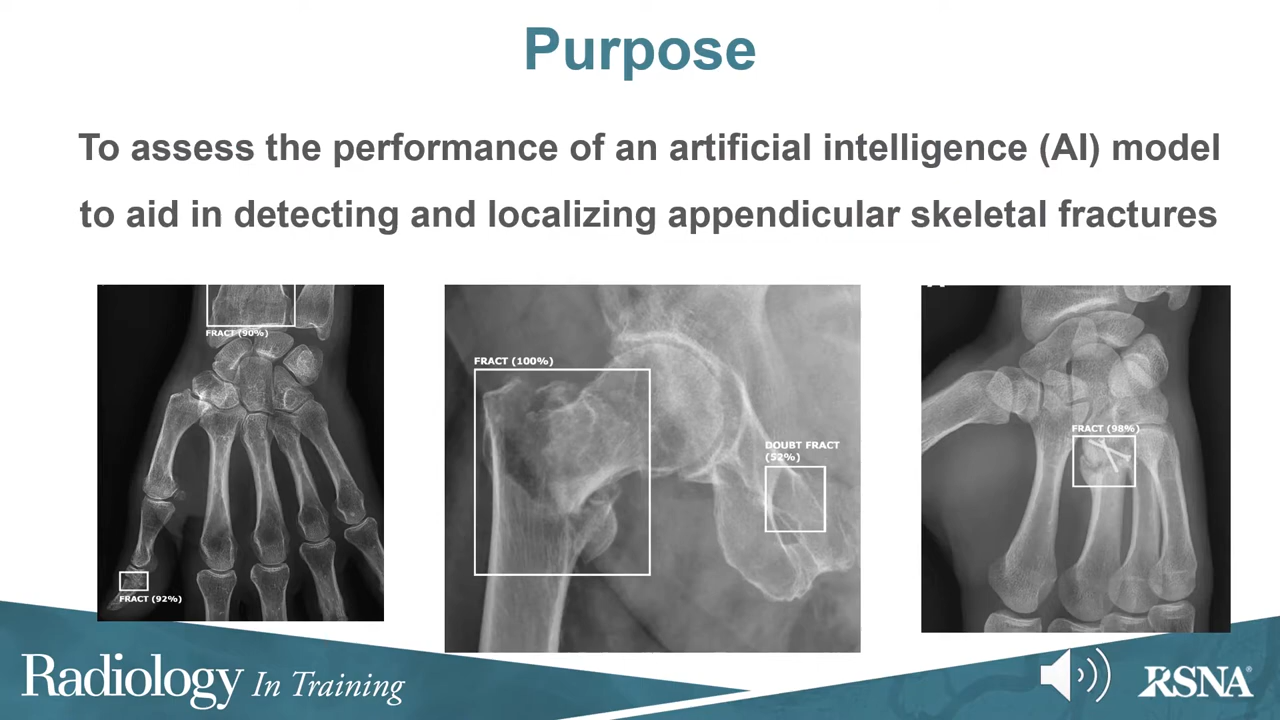 Purpose
To assess the performance of an artificial intelligence (AI) model
to aid in detecting and localizing appendicular skeletal fractures
FRACT (90%)
FRACT (92%)
FRACT (100%)
DOUBT FRACT
(52%)
FRACT (98%)
Radiology In Training
RSNA®